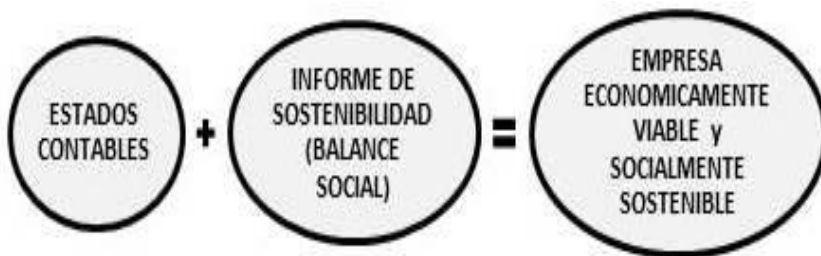 ESTADOS
CONTABLES
+
INFORME DE
SOSTENIBILIDAD
(BALANCE
SOCIAL)
=
EMPRESA
ECONOMICAMENTE
VIABLE y
SOCIALMENTE
SOSTENIBLE